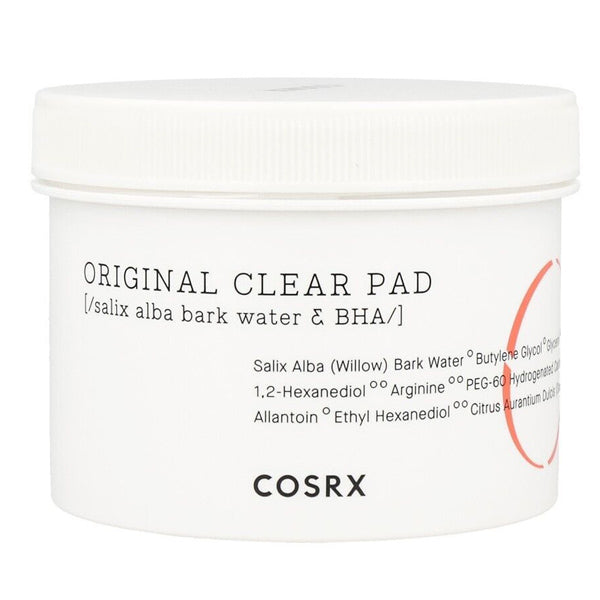 ORIGINAL CLEAR PAD
[/salix alba bark water & BHA/]
Salix Alba (Willow) Bark Water ° Butylene Glycol °
1,2-Hexanediol °° Arginine °° PEG-60 Hydrogenated
Allantoin ° Ethyl Hexanediol °° Citrus Aurantium Dulcis
COSRX